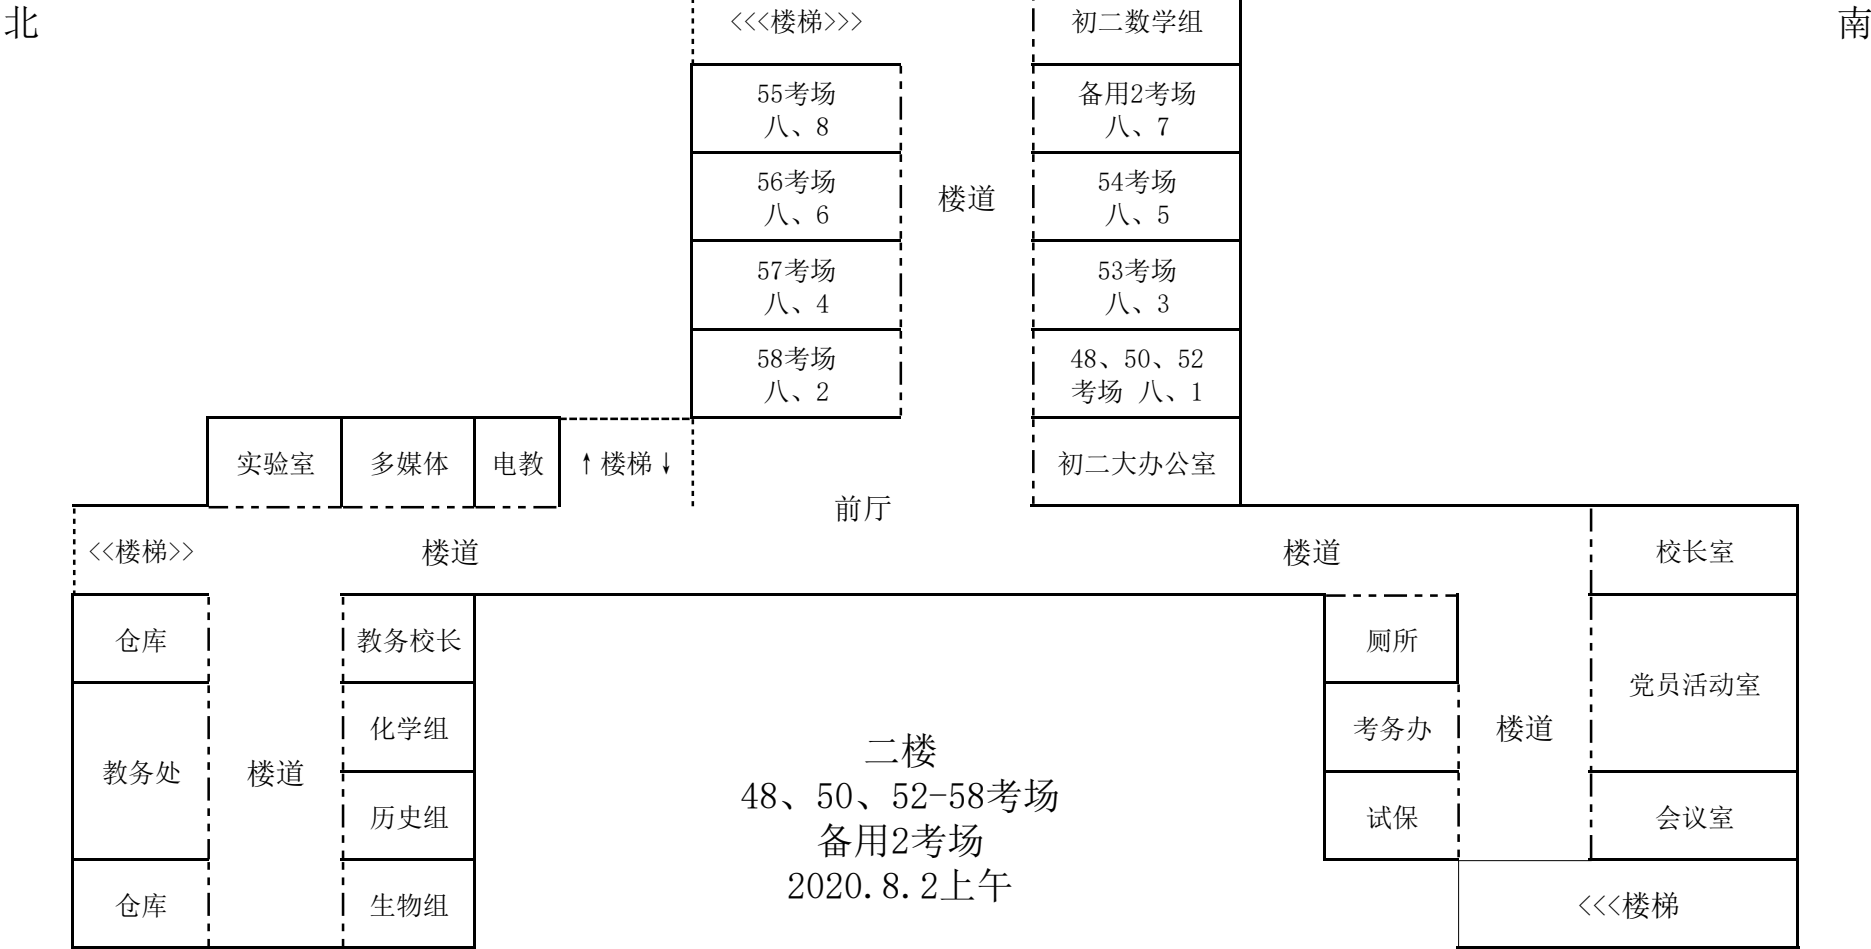 北
<<<楼梯>>>
初二数学组
南
55考场
八、8
备用2考场
八、7
56考场
八、6
楼道
54考场
八、5
57考场
八、4
53考场
八、3
58考场
八、2
48、50、52
考场 八、1
实验室
多媒体
电教
↑楼梯↓
初二大办公室
前厅
<<楼梯>>
楼道
楼道
校长室
仓库
教务校长
厕所
党员活动室
化学组
考务办
楼道
教务处
楼道
历史组
试保
会议室
仓库
生物组
<<<楼梯
二楼
48、50、52-58考场
备用2考场
2020.8.2上午